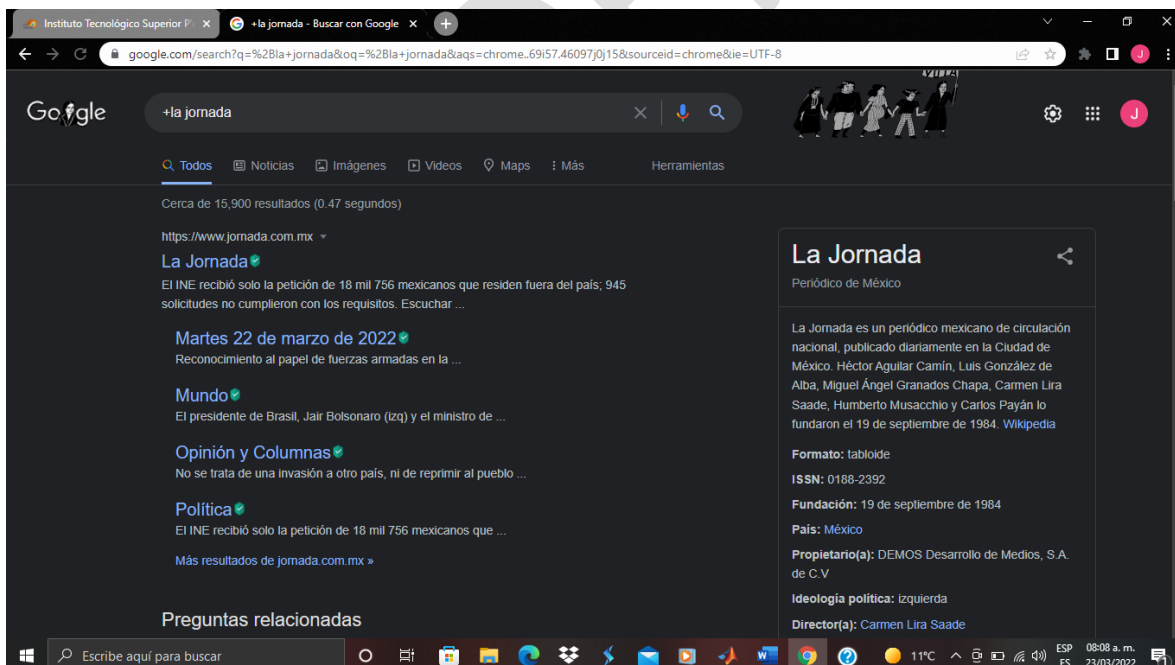 Instituto Tecnológico Superior P
+la jornada - Buscar con Google
google.com/search?q=%2Bla+jornada&oq=%2Bla+jornada&aqs=chrome..69i57.46097j0j15&sourceid=chrome&ie=UTF-8
J
Google
+la jornada
VILLA
J
Todos
Noticias
Imágenes
Videos
Maps
Más
Herramientas
Cerca de 15,900 resultados (0.47 segundos)
https://www.jornada.com.mx
La Jornada
El INE recibió solo la petición de 18 mil 756 mexicanos que residen fuera del país; 945
solicitudes no cumplieron con los requisitos. Escuchar ...
Martes 22 de marzo de 2022
Reconocimiento al papel de fuerzas armadas en la ...
Mundo
El presidente de Brasil, Jair Bolsonaro (izq) y el ministro de ...
Opinión y Columnas
No se trata de una invasión a otro país, ni de reprimir al pueblo ...
Política
El INE recibió solo la petición de 18 mil 756 mexicanos que ...
Más resultados de jornada.com.mx »
Preguntas relacionadas
La Jornada
Periódico de México
La Jornada es un periódico mexicano de circulación
nacional, publicado diariamente en la Ciudad de
México. Héctor Aguilar Camín, Luis González de
Alba, Miguel Ángel Granados Chapa, Carmen Lira
Saade, Humberto Musacchio y Carlos Payán lo
fundaron el 19 de septiembre de 1984. Wikipedia
Formato: tabloide
ISSN: 0188-2392
Fundación: 19 de septiembre de 1984
País: México
Propietario(a): DEMOS Desarrollo de Medios, S.A.
de C.V
Ideología política: izquierda
Director(a): Carmen Lira Saade
Escribe aquí para buscar
11°C
ESP
ES
08:08 a. m.
23/03/2022